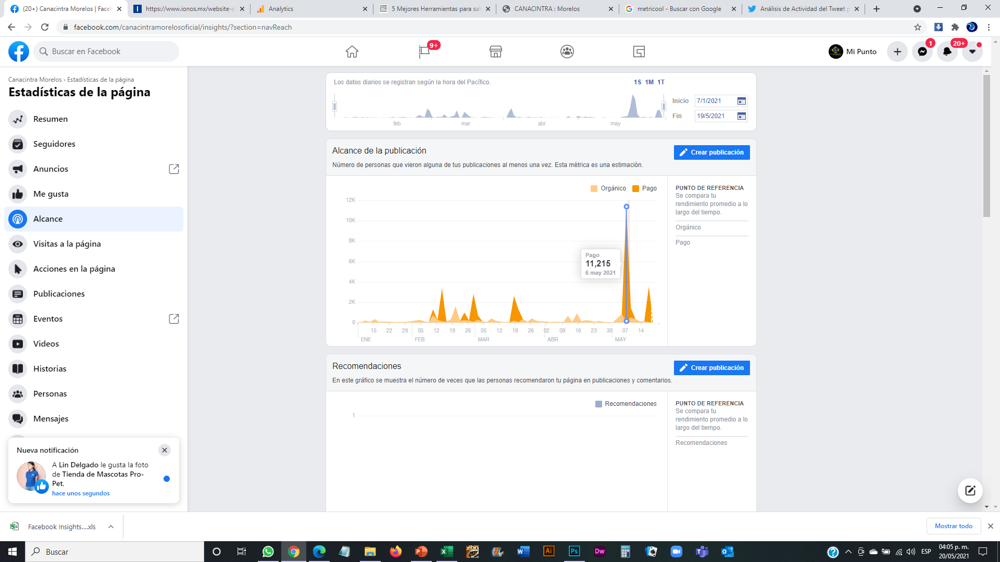 (20+) Canacintra Morelos | Face
https://www.ionos.mx/website-c
Analytics
5 Mejores Herramientas para sa
CANACINTRA : Morelos
metricool - Buscar con Google
Análisis de Actividad del Tweet p
facebook.com/canacintramorelosoficial/insights/?section=navReach
Buscar en Facebook
9+
Mi Punto
1
20+
Canacintra Morelos › Estadísticas de la página
Estadísticas de la página
Resumen
Seguidores
Anuncios
Me gusta
Alcance
Visitas a la página
Acciones en la página
Publicaciones
Eventos
Videos
Historias
Personas
Mensajes
Nueva notificación
A Lin Delgado le gusta la foto
de Tienda de Mascotas Pro-
Pet.
hace unos segundos
Los datos diarios se registran según la hora del Pacífico.
1S 1M 1T
Inicio 7/1/2021
Fin 19/5/2021
feb mar abr may
Alcance de la publicación
Crear publicación
Número de personas que vieron alguna de tus publicaciones al menos una vez. Esta métrica es una estimación.
Orgánico Pago
12K
10K
8K
6K
4K
2K
0
Pago
11,215
6 may 2021
15 22 29 05 12 19 26 05 12 19 26 02 09 16 23 30 07 14
ENE FEB MAR ABR MAY
PUNTO DE REFERENCIA
Se compara tu
rendimiento promedio a lo
largo del tiempo.
Orgánico
Pago
Recomendaciones
Crear publicación
En este gráfico se muestra el número de veces que las personas recomendaron tu página en publicaciones y comentarios.
Recomendaciones
1
PUNTO DE REFERENCIA
Se compara tu
rendimiento promedio a lo
largo del tiempo.
Recomendaciones
Facebook Insights....xls
Mostrar todo
Buscar
Ai
Ps
Dw
ESP
04:05 p. m.
20/05/2021